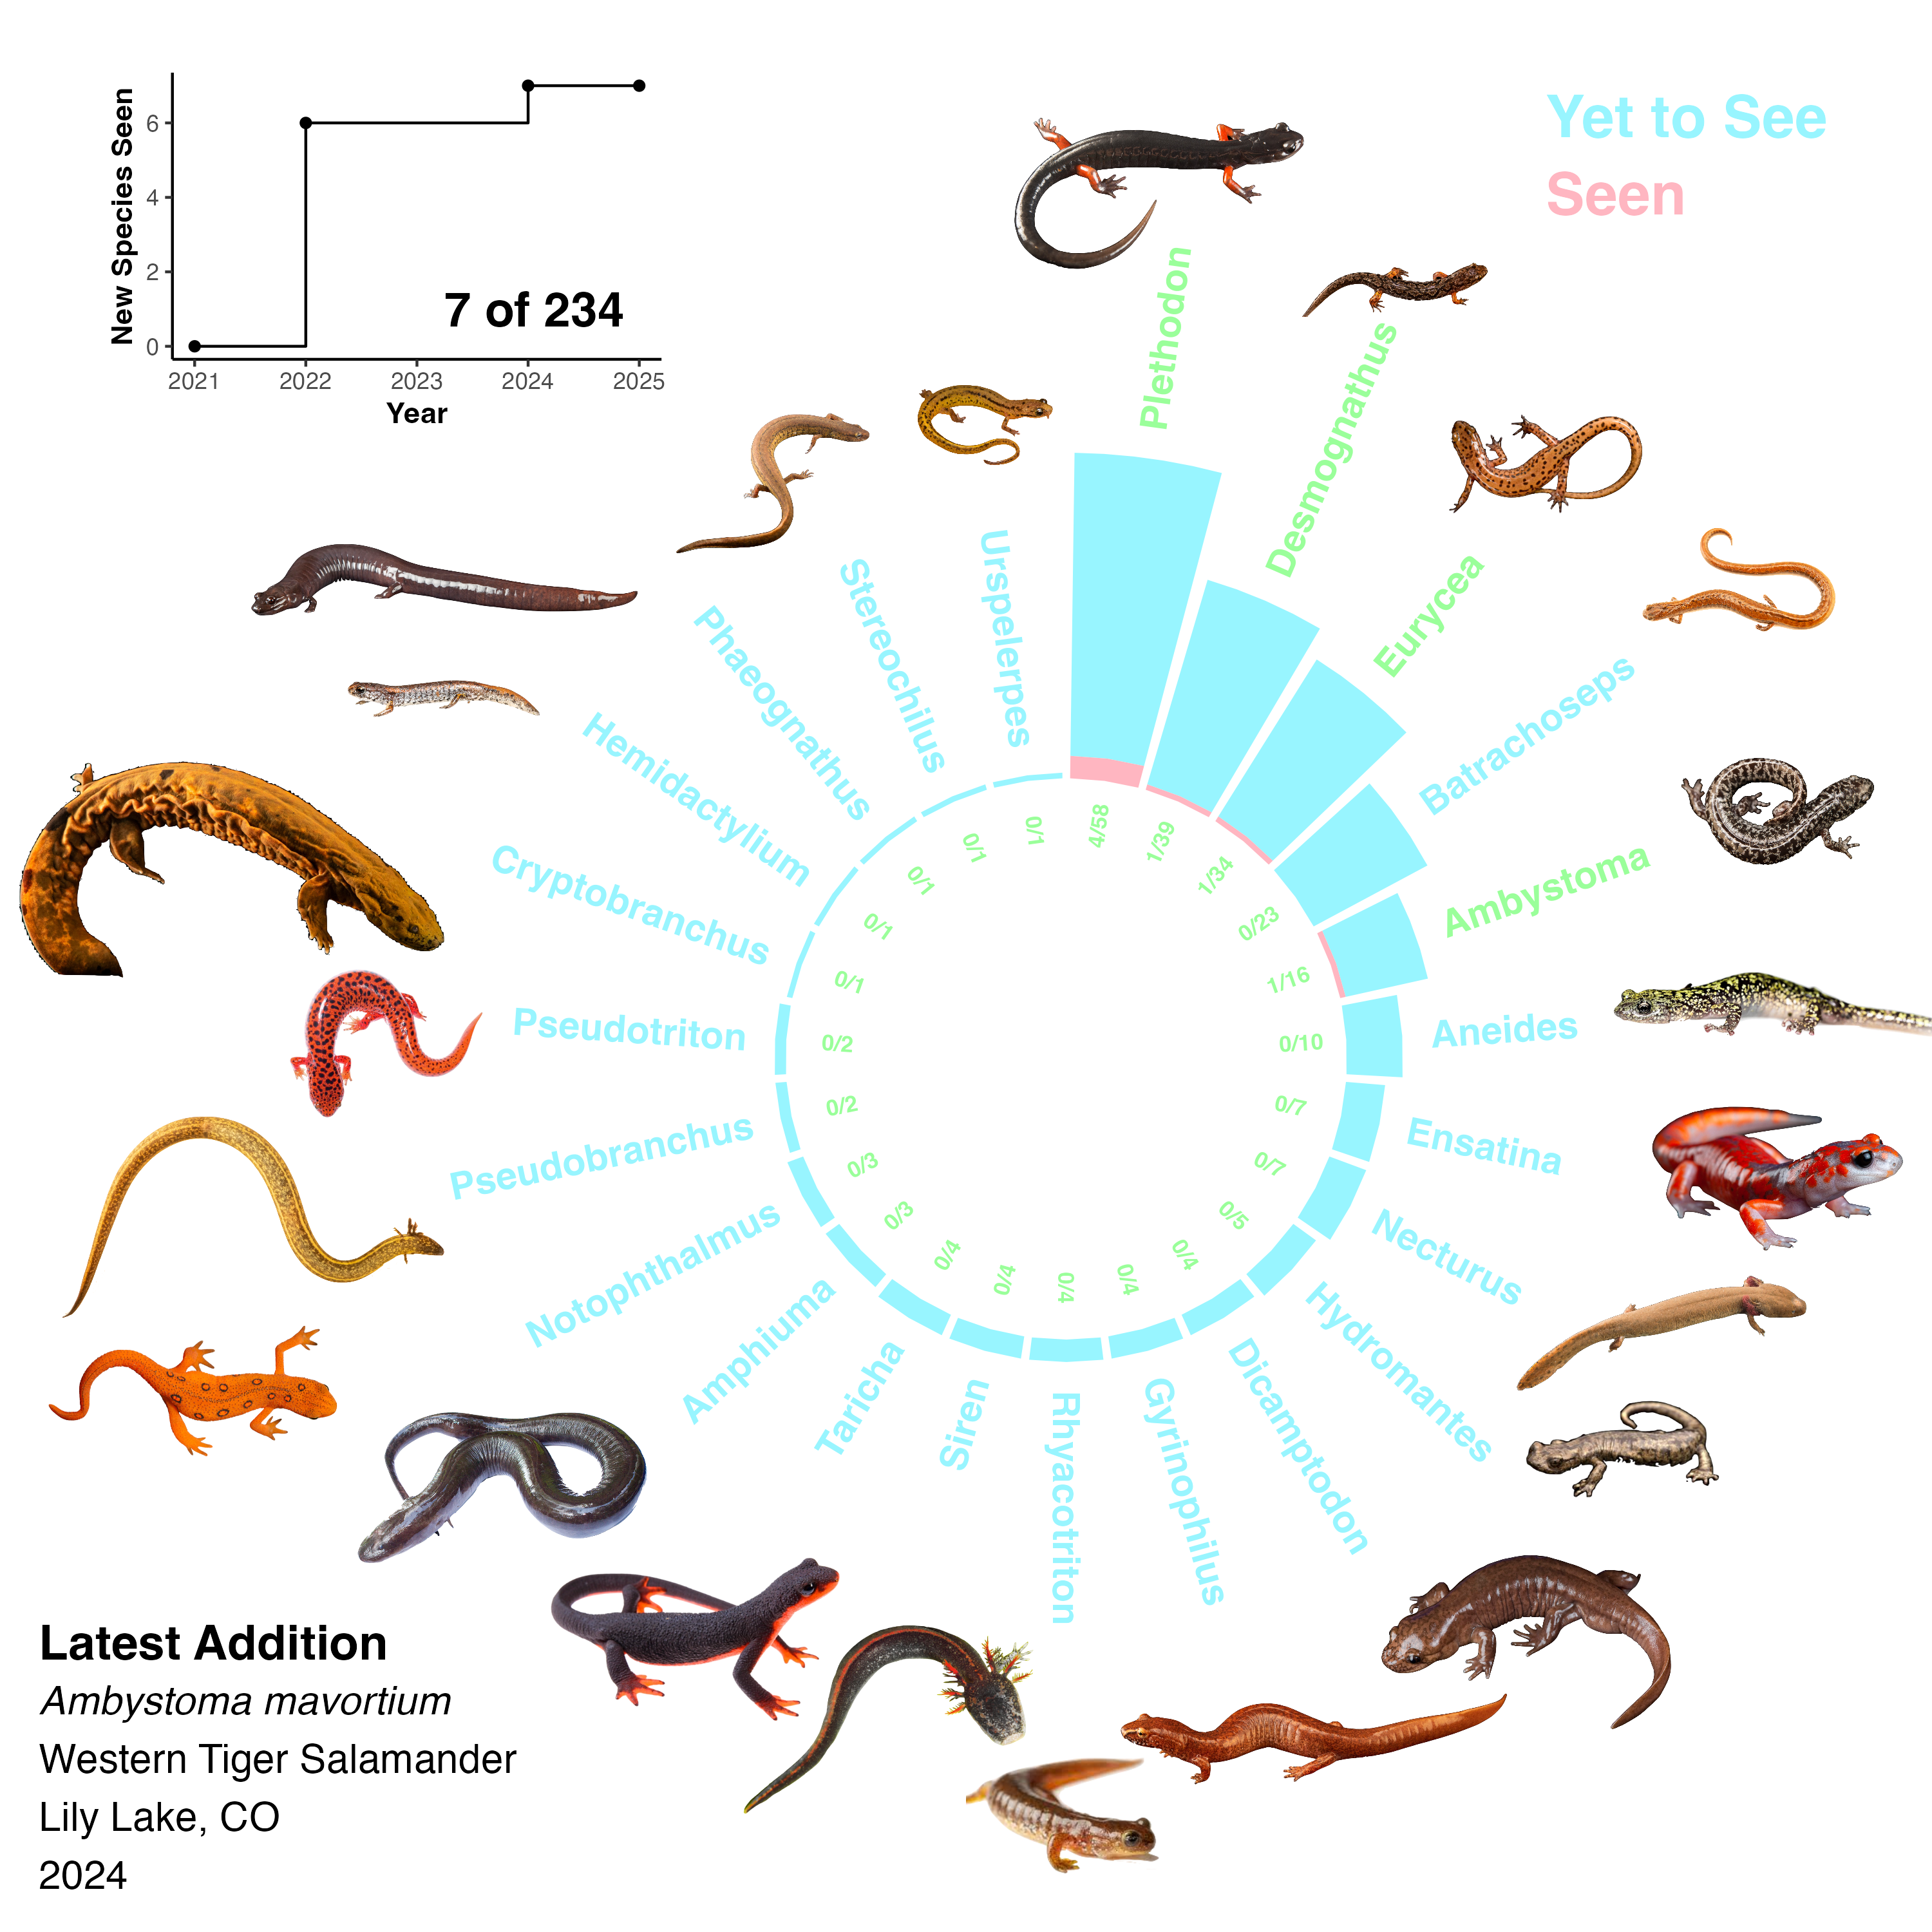 New Species Seen
6
4
2
0
7 of 234
2021 2022 2023 2024 2025
Year
Yet to See
Seen
Plethodon
Desmognathus
Eurycea
Batrachoseps
Ambystoma
Aneides
Ensatina
Necturus
Hydromantes
Dicamptodon
Gyrinophilus
Rhyacotriton
Siren
Taricha
Amphiuma
Notophthalmus
Pseudobranchus
Pseudotriton
Cryptobranchus
Hemidactylium
Phaeognathus
Stereochilus
Urspelerpes
4/58
1/39
1/34
0/23
1/16
0/10
0/7
0/7
0/5
0/4
0/4
0/4
0/4
0/4
0/3
0/3
0/2
0/2
0/1
0/1
0/1
0/1
0/1
Latest Addition
Ambystoma mavortium
Western Tiger Salamander
Lily Lake, CO
2024